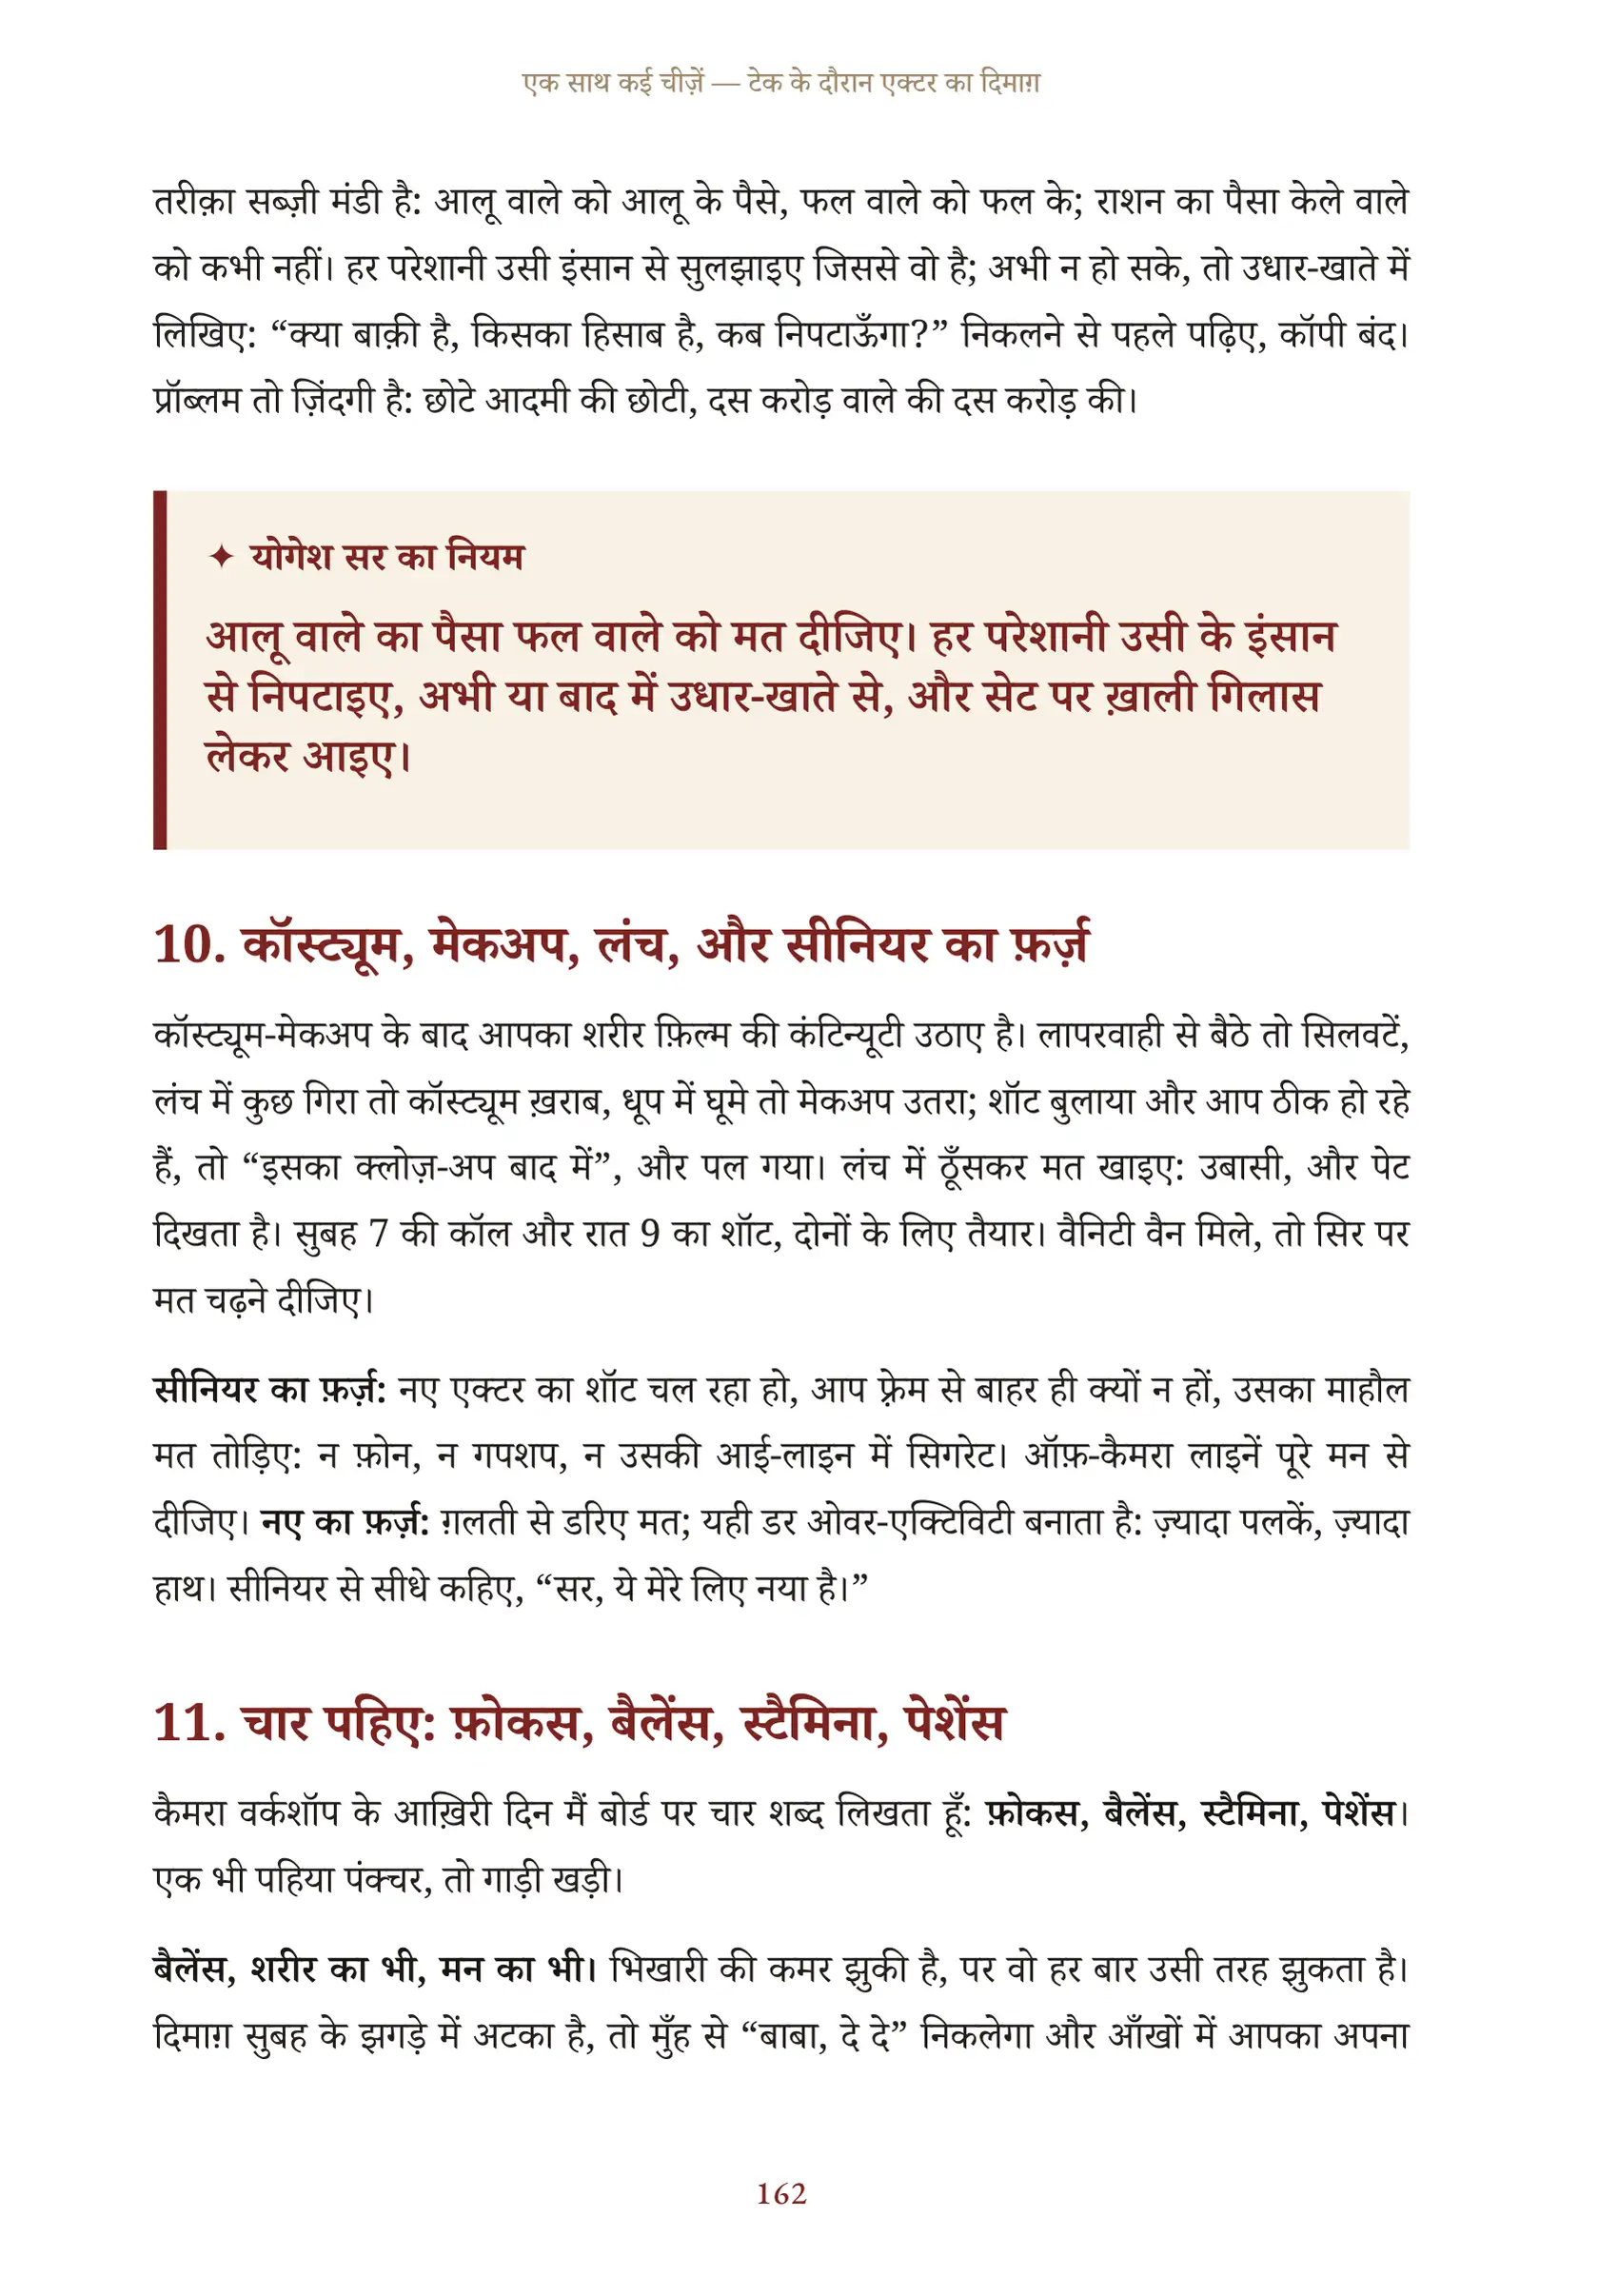 एक साथ कई चीज़ें — टेक के दौरान एक्टर का दिमाग़
तरीक़ा सब्ज़ी मंडी है: आलू वाले को आलू के पैसे, फल वाले को फल के; राशन का पैसा केले वाले
को कभी नहीं। हर परेशानी उसी इंसान से सुलझाइए जिससे वो है; अभी न हो सके, तो उधार-खाते में
लिखिए: “क्या बाक़ी है, किसका हिसाब है, कब निपटाऊँगा?” निकलने से पहले पढ़िए, कॉपी बंद।
प्रॉब्लम तो ज़िंदगी है: छोटे आदमी की छोटी, दस करोड़ वाले की दस करोड़ की।
✦ योगेश सर का नियम
आलू वाले का पैसा फल वाले को मत दीजिए। हर परेशानी उसी के इंसान
से निपटाइए, अभी या बाद में उधार-खाते से, और सेट पर ख़ाली गिलास
लेकर आइए।
10. कॉस्ट्यूम, मेकअप, लंच, और सीनियर का फ़र्ज़
कॉस्ट्यूम-मेकअप के बाद आपका शरीर फ़िल्म की कंटिन्यूटी उठाए है। लापरवाही से बैठे तो सिलवटें,
लंच में कुछ गिरा तो कॉस्ट्यूम ख़राब, धूप में घूमे तो मेकअप उतरा; शॉट बुलाया और आप ठीक हो रहे
हैं, तो “इसका क्लोज़-अप बाद में”, और पल गया। लंच में ठूँसकर मत खाइए: उबासी, और पेट
दिखता है। सुबह 7 की कॉल और रात 9 का शॉट, दोनों के लिए तैयार। वैनिटी वैन मिले, तो सिर पर
मत चढ़ने दीजिए।
सीनियर का फ़र्ज़: नए एक्टर का शॉट चल रहा हो, आप फ़्रेम से बाहर ही क्यों न हों, उसका माहौल
मत तोड़िए: न फ़ोन, न गपशप, न उसकी आई-लाइन में सिगरेट। ऑफ़-कैमरा लाइनें पूरे मन से
दीजिए। नए का फ़र्ज़: ग़लती से डरिए मत; यही डर ओवर-एक्टिविटी बनाता है: ज़्यादा पलकें, ज़्यादा
हाथ। सीनियर से सीधे कहिए, “सर, ये मेरे लिए नया है।”
11. चार पहिए: फ़ोकस, बैलेंस, स्टैमिना, पेशेंस
कैमरा वर्कशॉप के आख़िरी दिन मैं बोर्ड पर चार शब्द लिखता हूँ: फ़ोकस, बैलेंस, स्टैमिना, पेशेंस।
एक भी पहिया पंक्चर, तो गाड़ी खड़ी।
बैलेंस, शरीर का भी, मन का भी। भिखारी की कमर झुकी है, पर वो हर बार उसी तरह झुकता है।
दिमाग़ सुबह के झगड़े में अटका है, तो मुँह से “बाबा, दे दे” निकलेगा और आँखों में आपका अपना
162